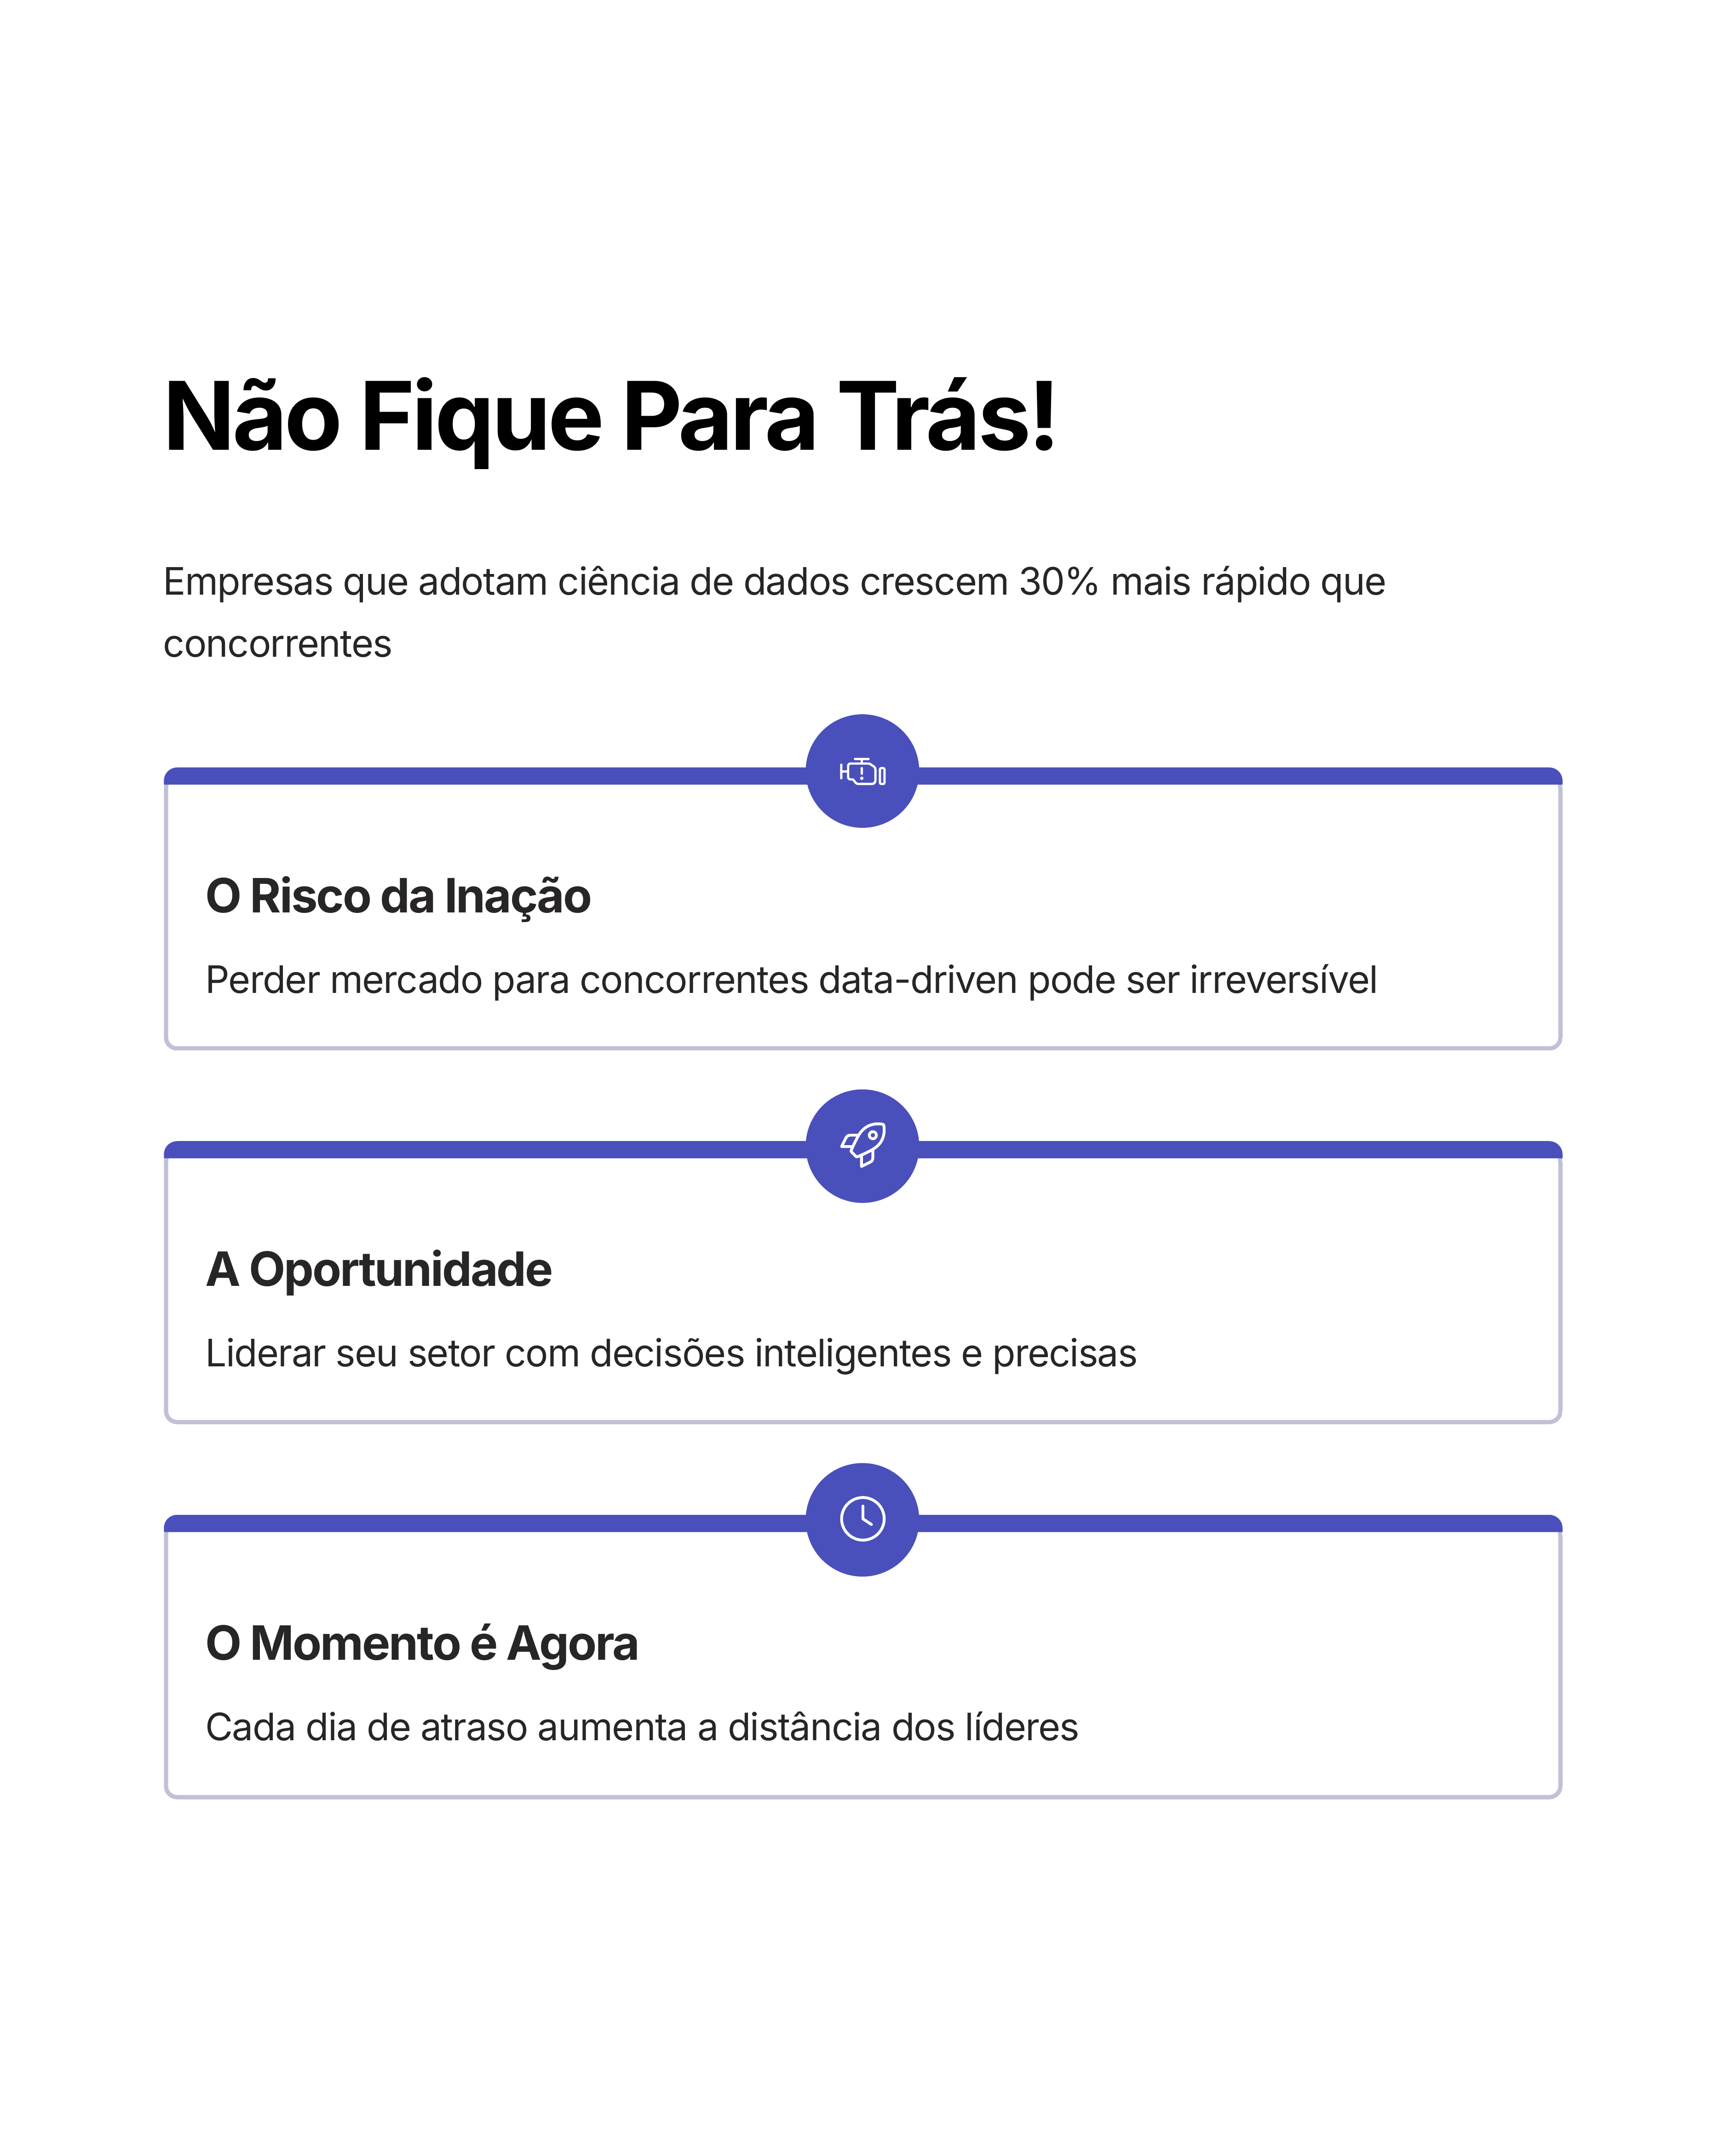 Não Fique Para Trás!
Empresas que adotam ciência de dados crescem 30% mais rápido que
concorrentes
O Risco da Inação
Perder mercado para concorrentes data-driven pode ser irreversível
A Oportunidade
Liderar seu setor com decisões inteligentes e precisas
O Momento é Agora
Cada dia de atraso aumenta a distância dos líderes